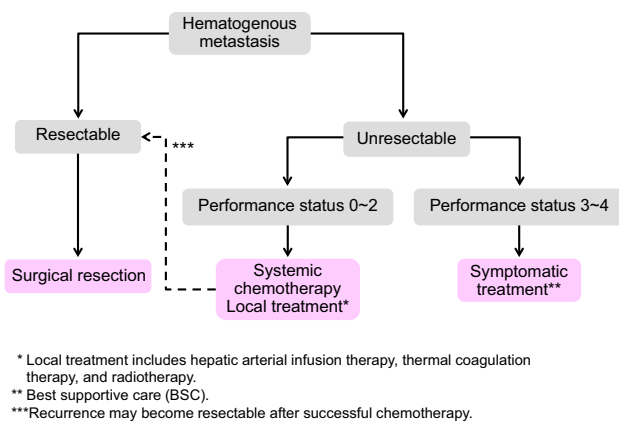 Hematogenous
metastasis
Resectable
***
Unresectable
Performance status 0~2
Performance status 3~4
Surgical resection
Systemic
chemotherapy
Local treatment*
Symptomatic
treatment**
* Local treatment includes hepatic arterial infusion therapy, thermal coagulation
therapy, and radiotherapy.
** Best supportive care (BSC).
***Recurrence may become resectable after successful chemotherapy.